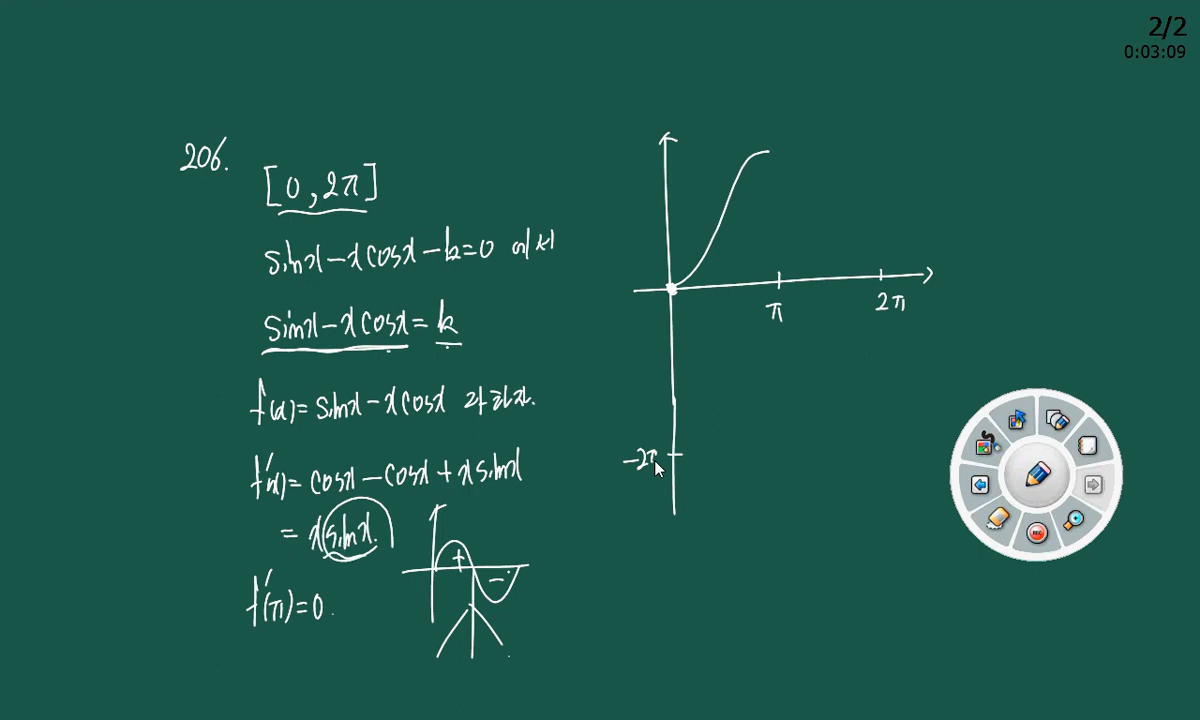 2/2
0:03:09
206.
[0, 2π]
sinx - xcosx - k = 0 에서
sinx - xcosx = k
f(x) = sinx - xcosx 라 하자.
f'(x) = cosx - cosx + xsinx
= xsinx.
f'(π) = 0.
+
-
π
2π
-2π
REC